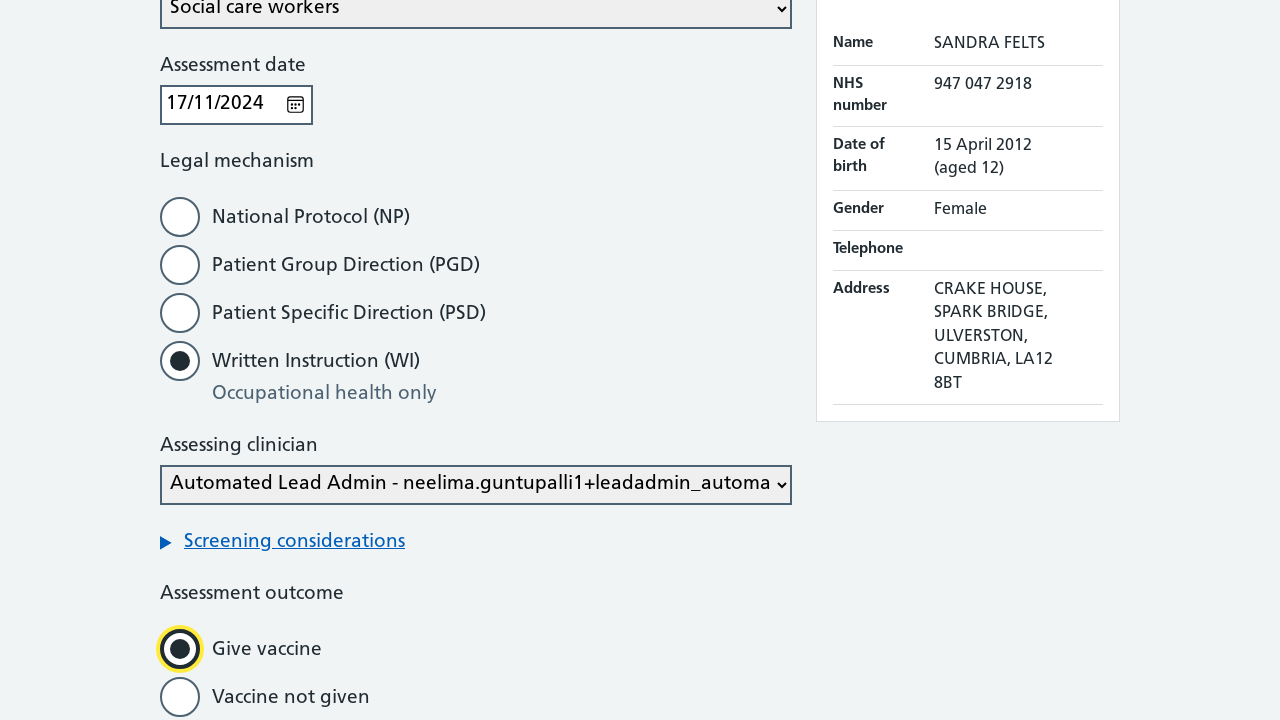 Social care workers
Assessment date
17/11/2024
Legal mechanism
National Protocol (NP)
Patient Group Direction (PGD)
Patient Specific Direction (PSD)
Written Instruction (WI)
Occupational health only
Assessing clinician
Automated Lead Admin - neelima.guntupalli1+leadadmin_automa
Screening considerations
Assessment outcome
Give vaccine
Vaccine not given
Name SANDRA FELTS
NHS number 947 047 2918
Date of birth 15 April 2012 (aged 12)
Gender Female
Telephone
Address CRAKE HOUSE,
SPARK BRIDGE,
ULVERSTON,
CUMBRIA, LA12
8BT